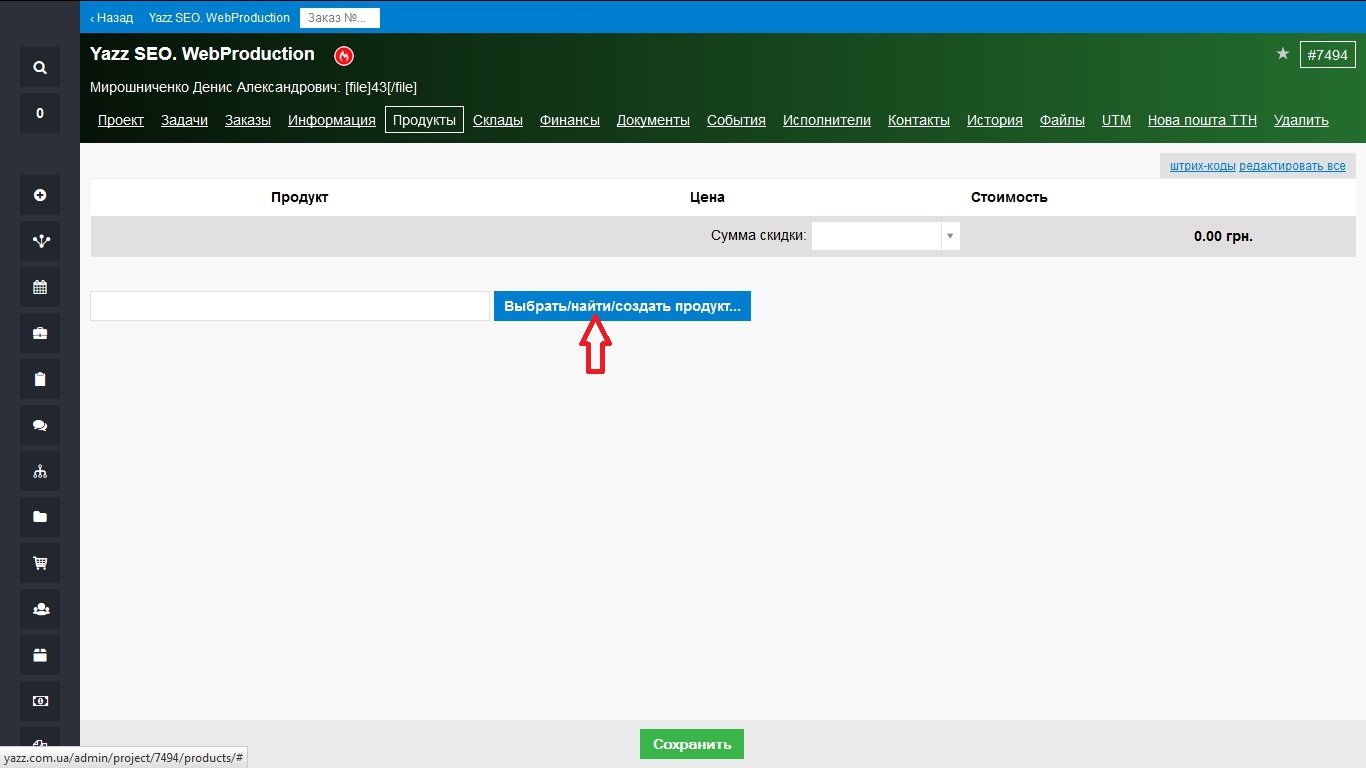 ‹ Назад Yazz SEO. WebProduction Заказ №...
Yazz SEO. WebProduction
#7494
Мирошниченко Денис Александрович: [file]43[/file]
Проект Задачи Заказы Информация Продукты Склады Финансы Документы События Исполнители Контакты История Файлы UTM Нова пошта ТТН Удалить
0
штрих-коды редактировать все
Продукт Цена Стоимость
Сумма скидки: 0.00 грн.
Выбрать/найти/создать продукт...
Сохранить
yazz.com.ua/admin/project/7494/products/#